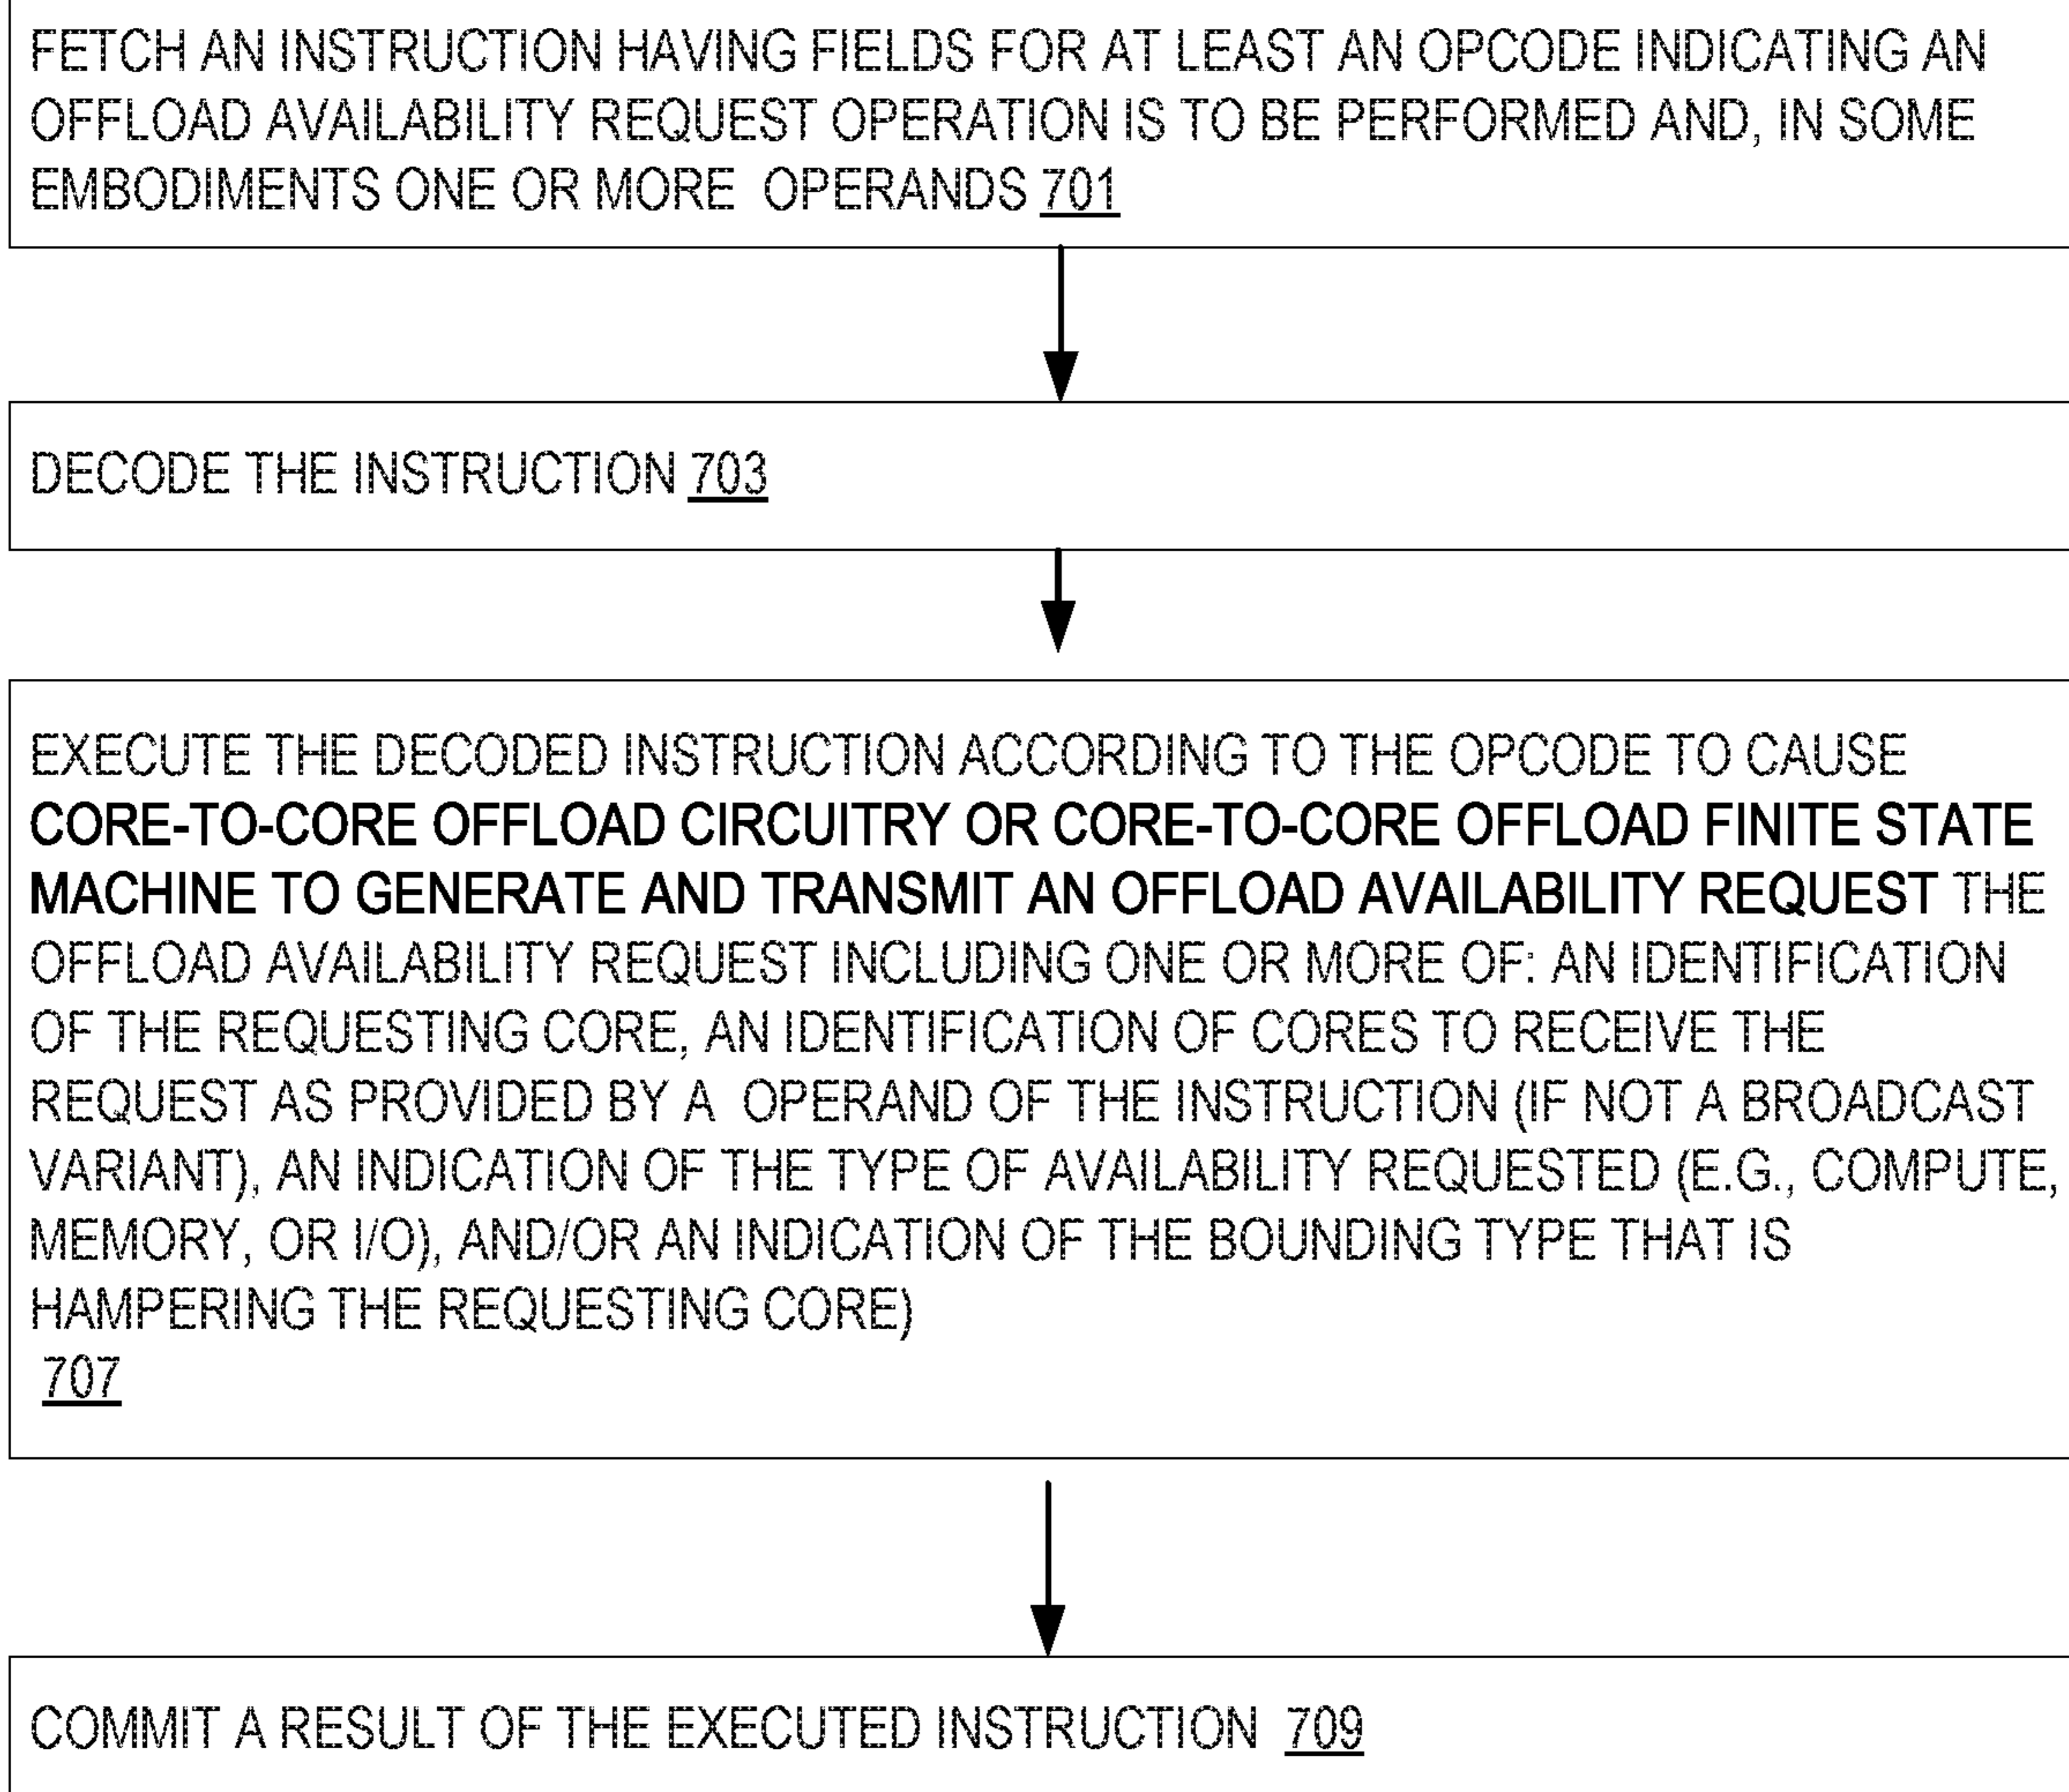 FETCH AN INSTRUCTION HAVING FIELDS FOR AT LEAST AN OPCODE INDICATING AN
OFFLOAD AVAILABILITY REQUEST OPERATION IS TO BE PERFORMED AND, IN SOME
EMBODIMENTS ONE OR MORE OPERANDS 701
DECODE THE INSTRUCTION 703
EXECUTE THE DECODED INSTRUCTION ACCORDING TO THE OPCODE TO CAUSE
CORE-TO-CORE OFFLOAD CIRCUITRY OR CORE-TO-CORE OFFLOAD FINITE STATE
MACHINE TO GENERATE AND TRANSMIT AN OFFLOAD AVAILABILITY REQUEST THE
OFFLOAD AVAILABILITY REQUEST INCLUDING ONE OR MORE OF: AN IDENTIFICATION
OF THE REQUESTING CORE, AN IDENTIFICATION OF CORES TO RECEIVE THE
REQUEST AS PROVIDED BY A OPERAND OF THE INSTRUCTION (IF NOT A BROADCAST
VARIANT), AN INDICATION OF THE TYPE OF AVAILABILITY REQUESTED (E.G., COMPUTE,
MEMORY, OR I/O), AND/OR AN INDICATION OF THE BOUNDING TYPE THAT IS
HAMPERING THE REQUESTING CORE)
707
COMMIT A RESULT OF THE EXECUTED INSTRUCTION 709